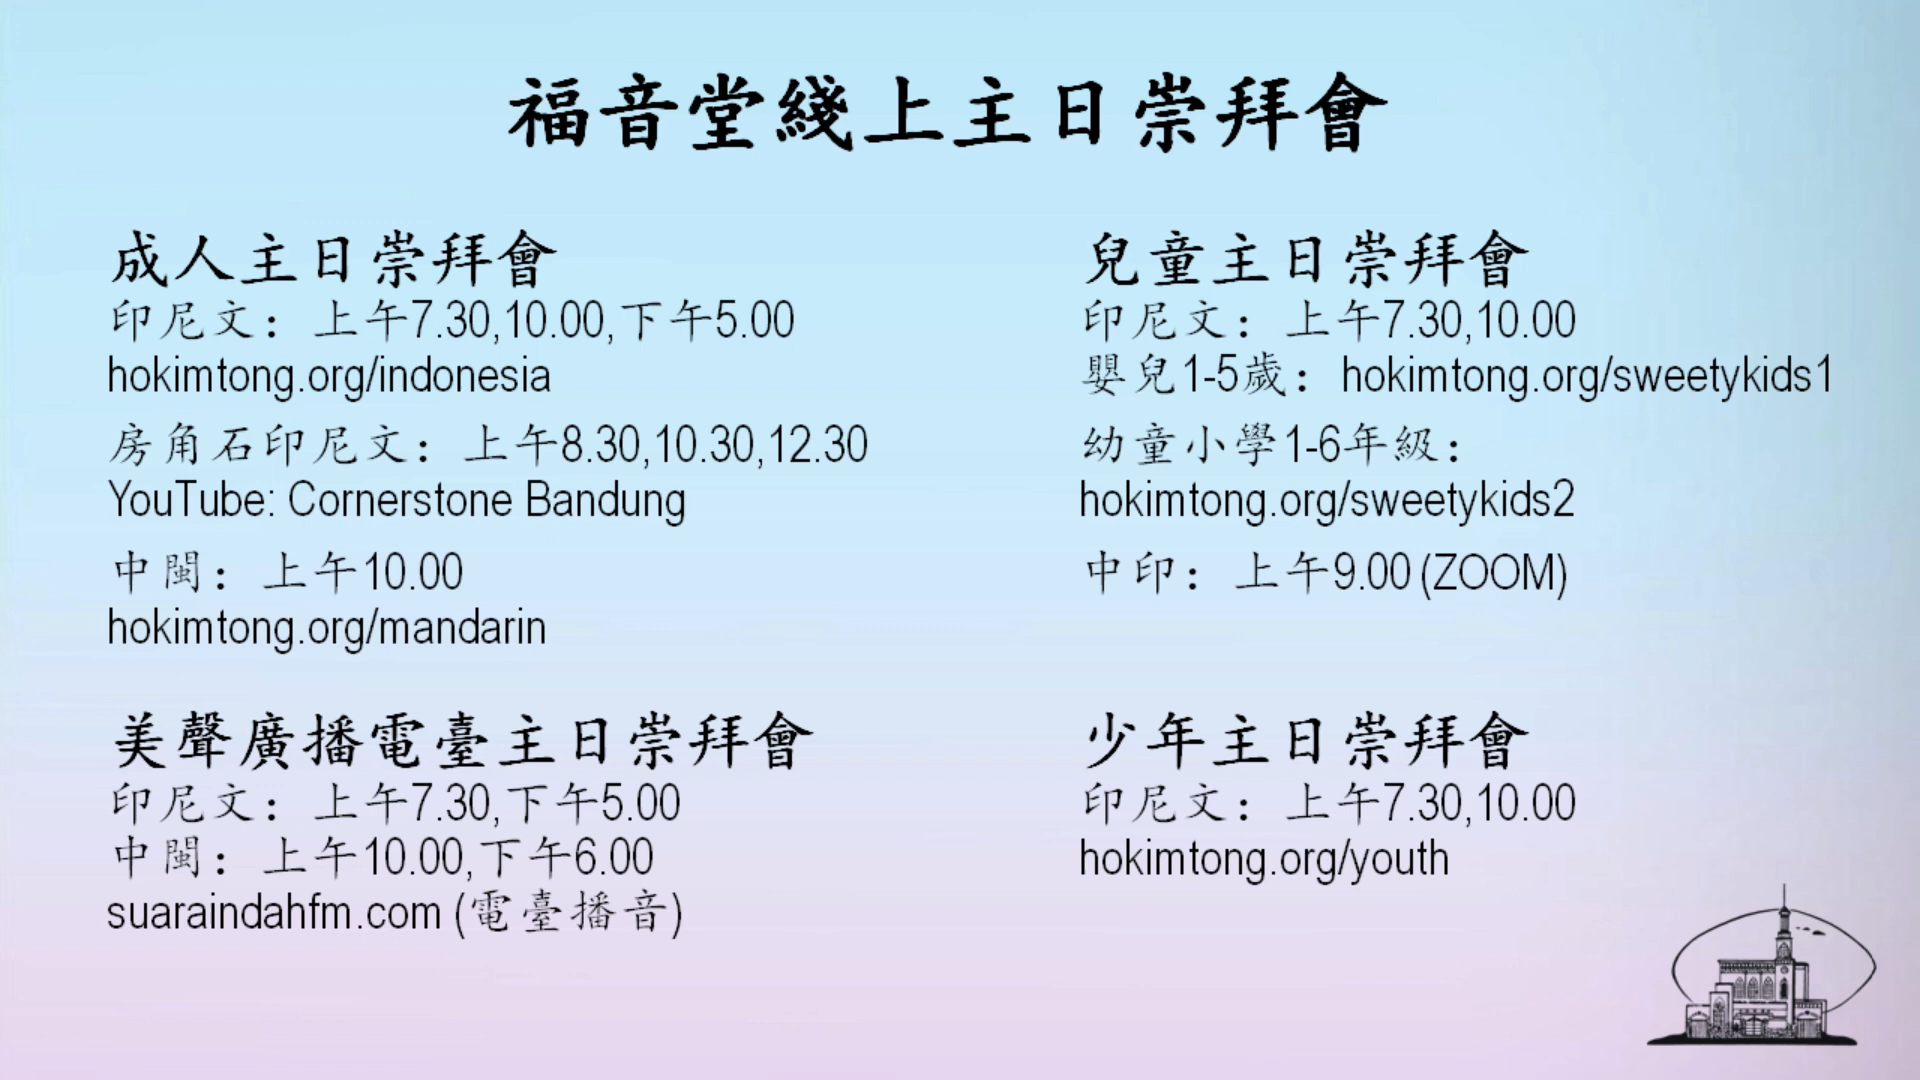 福音堂綫上主日崇拜會
成人主日崇拜會
印尼文：上午7.30,10.00,下午5.00
hokimtong.org/indonesia
房角石印尼文：上午8.30,10.30,12.30
YouTube: Cornerstone Bandung
中閩：上午10.00
hokimtong.org/mandarin
美聲廣播電臺主日崇拜會
印尼文：上午7.30,下午5.00
中閩：上午10.00,下午6.00
suaraindahfm.com (電臺播音)
兒童主日崇拜會
印尼文：上午7.30,10.00
嬰兒1-5歲：hokimtong.org/sweetykids1
幼童小學1-6年級：
hokimtong.org/sweetykids2
中印：上午9.00 (ZOOM)
少年主日崇拜會
印尼文：上午7.30,10.00
hokimtong.org/youth